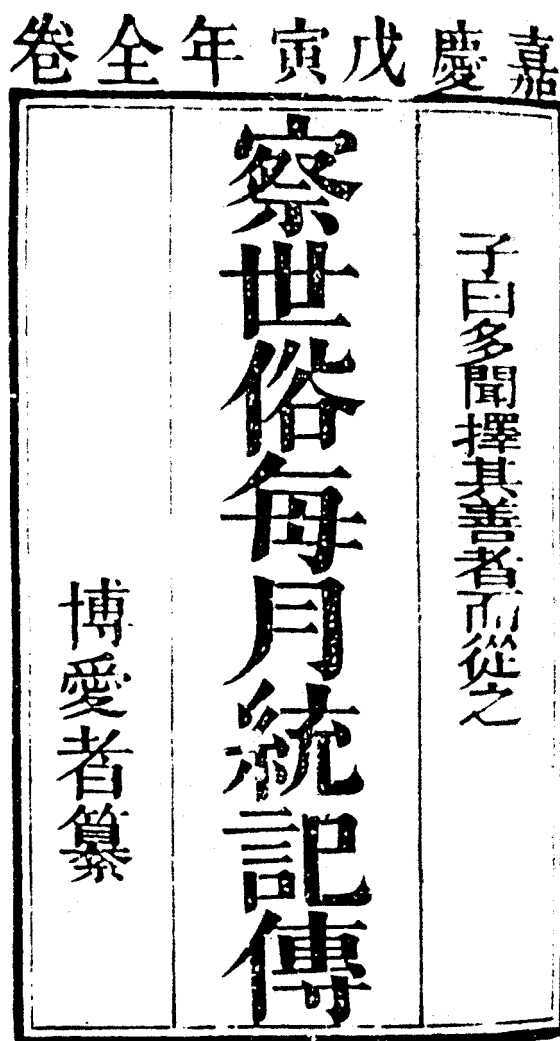 嘉慶戊寅年全卷
子曰多聞擇其善者而從之
察世俗每月統記傳
博愛者纂